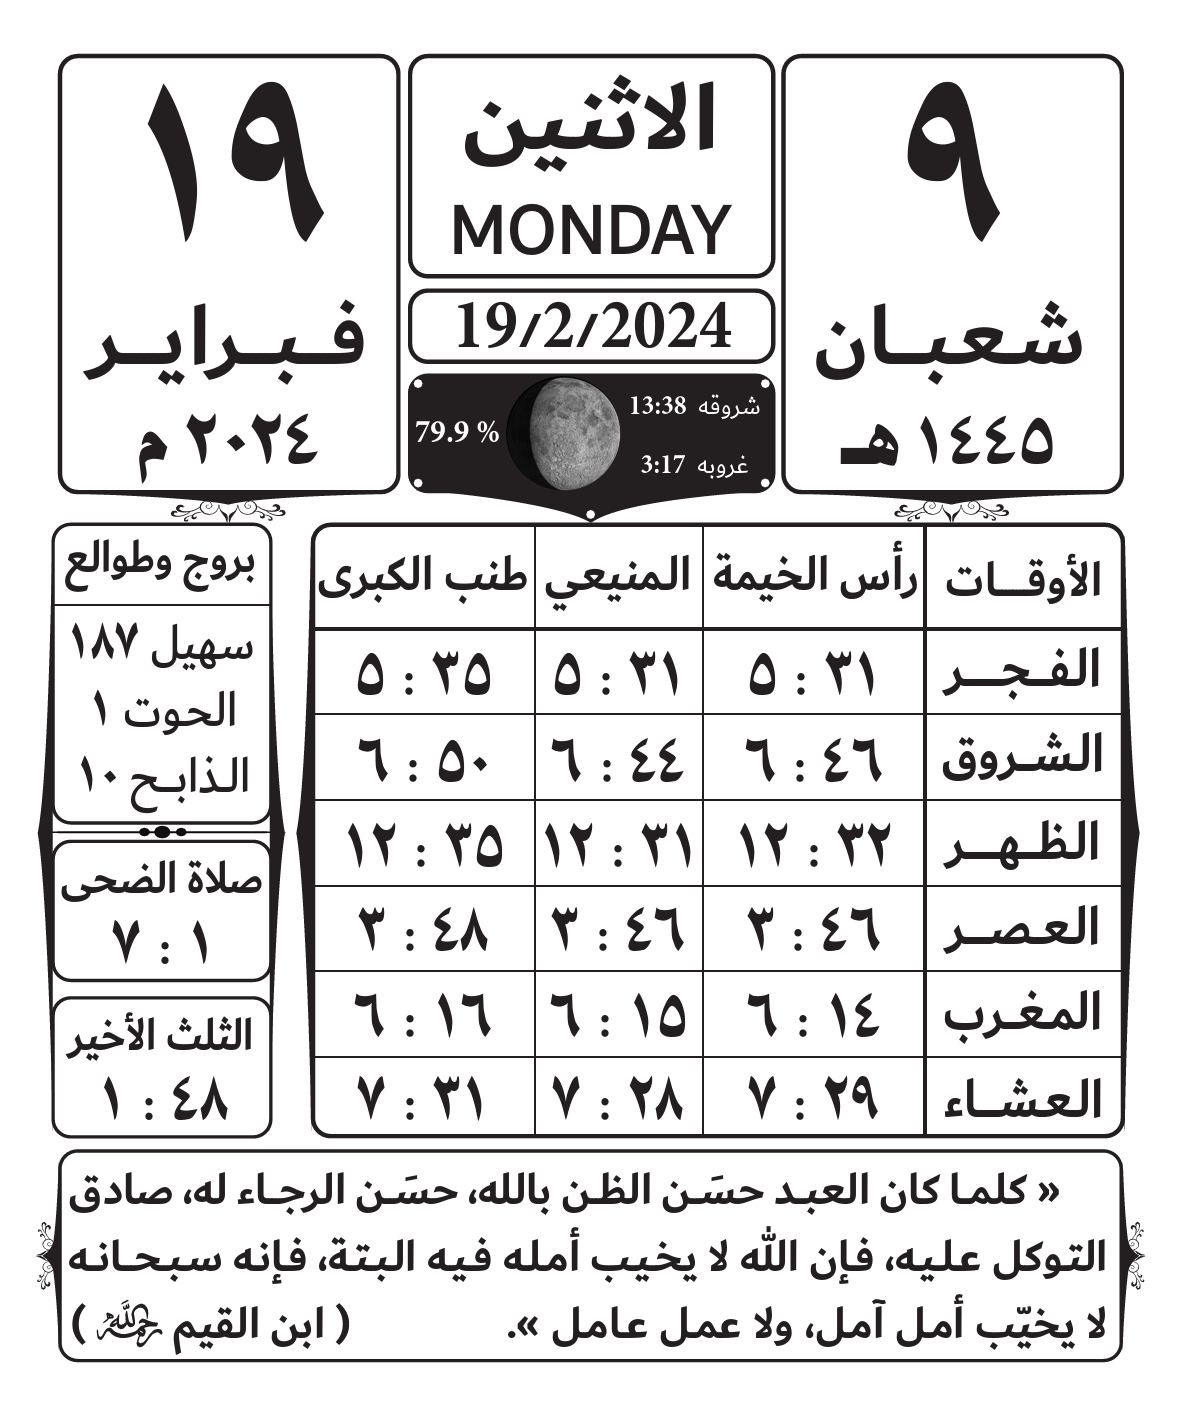 ٩
شعبان
١٤٤٥ هـ
الاثنين
MONDAY
19/2/2024
شروقه 13:38
غروبه 3:17
79.9 %
١٩
فبراير
٢٠٢٤ م
الأوقات رأس الخيمة المنيعي طنب الكبرى
الفجر ٣١ : ٥ ٣١ : ٥ ٣٥ : ٥
الشروق ٤٦ : ٦ ٤٤ : ٦ ٥٠ : ٦
الظهر ٣٢ : ١٢ ٣١ : ١٢ ٣٥ : ١٢
العصر ٤٦ : ٣ ٤٦ : ٣ ٤٨ : ٣
المغرب ١٤ : ٦ ١٥ : ٦ ١٦ : ٦
العشاء ٢٩ : ٧ ٢٨ : ٧ ٣١ : ٧
بروج وطوالع
سهيل ١٨٧
الحوت ١
الذابح ١٠
صلاة الضحى
١ : ٧
الثلث الأخير
٤٨ : ١
« كلما كان العبد حسَن الظن بالله، حسَن الرجاء له، صادق
التوكل عليه، فإن الله لا يخيب أمله فيه البتة، فإنه سبحانه
لا يخيّب أمل آمل، ولا عمل عامل ». ( ابن القيم رحمه الله )